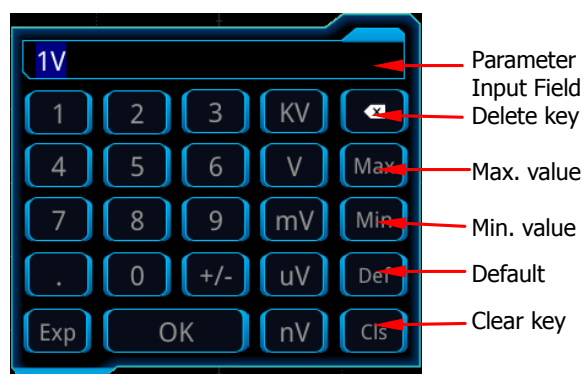 1V
Parameter
Input Field
1 2 3 KV
Delete key
4 5 6 V Max
Max. value
7 8 9 mV Min
Min. value
. 0 +/- uV Def
Default
Exp OK nV Cls
Clear key